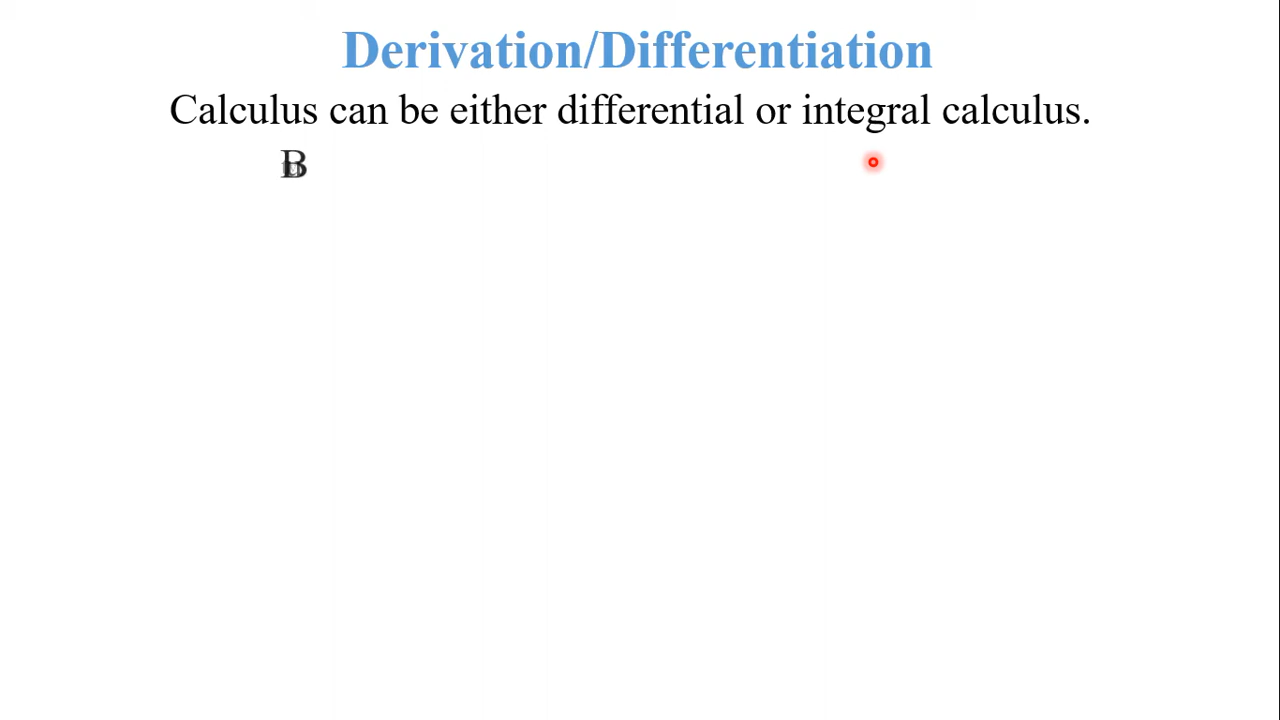 Derivation/Differentiation
Calculus can be either differential or integral calculus.
B